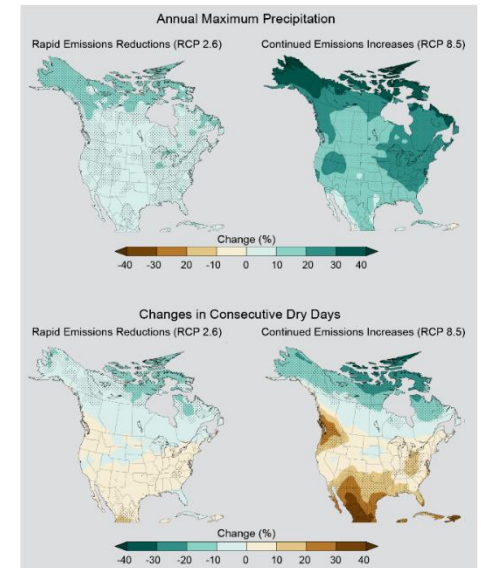 Annual Maximum Precipitation
Rapid Emissions Reductions (RCP 2.6) Continued Emissions Increases (RCP 8.5)
Change (%)
-40 -30 -20 -10 0 10 20 30 40
Changes in Consecutive Dry Days
Rapid Emissions Reductions (RCP 2.6) Continued Emissions Increases (RCP 8.5)
Change (%)
-40 -30 -20 -10 0 10 20 30 40